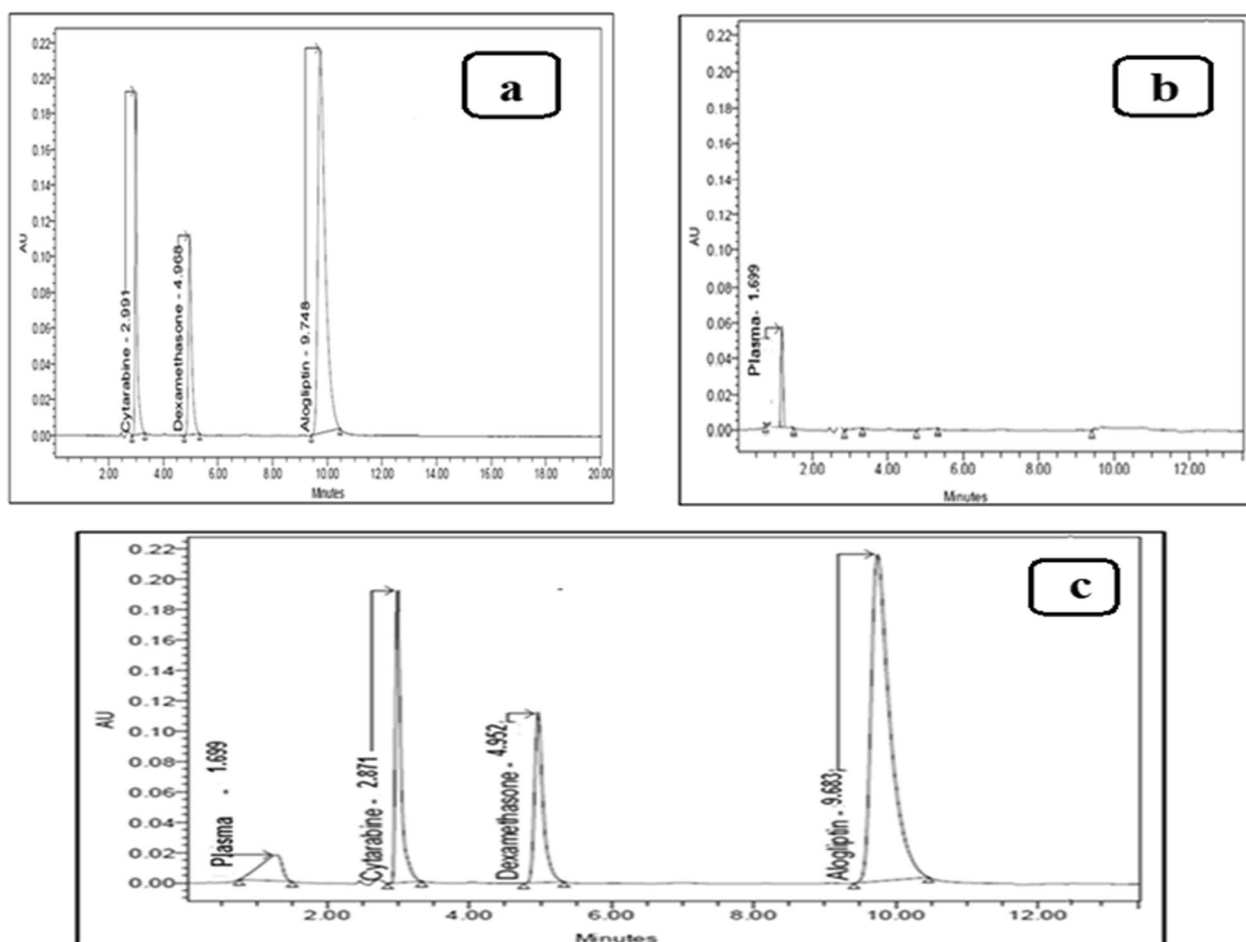 a
0.22
0.20
0.18
0.16
0.14
0.12
0.10
0.08
0.06
0.04
0.02
0.00
AU
Cytarabine - 2.991
Dexamethasone - 4.968
Alogliptin - 9.748
2.00 4.00 6.00 8.00 10.00 12.00 14.00 16.00 18.00 20.00
Minutes
b
0.22
0.20
0.18
0.16
0.14
0.12
0.10
0.08
0.06
0.04
0.02
0.00
AU
Plasma- 1.699
2.00 4.00 6.00 8.00 10.00 12.00
Minutes
c
0.22
0.20
0.18
0.16
0.14
0.12
0.10
0.08
0.06
0.04
0.02
0.00
AU
Plasma - 1.699
Cytarabine - 2.871
Dexamethasone - 4.952
Alogliptin - 9.683
2.00 4.00 6.00 8.00 10.00 12.00
Minutes